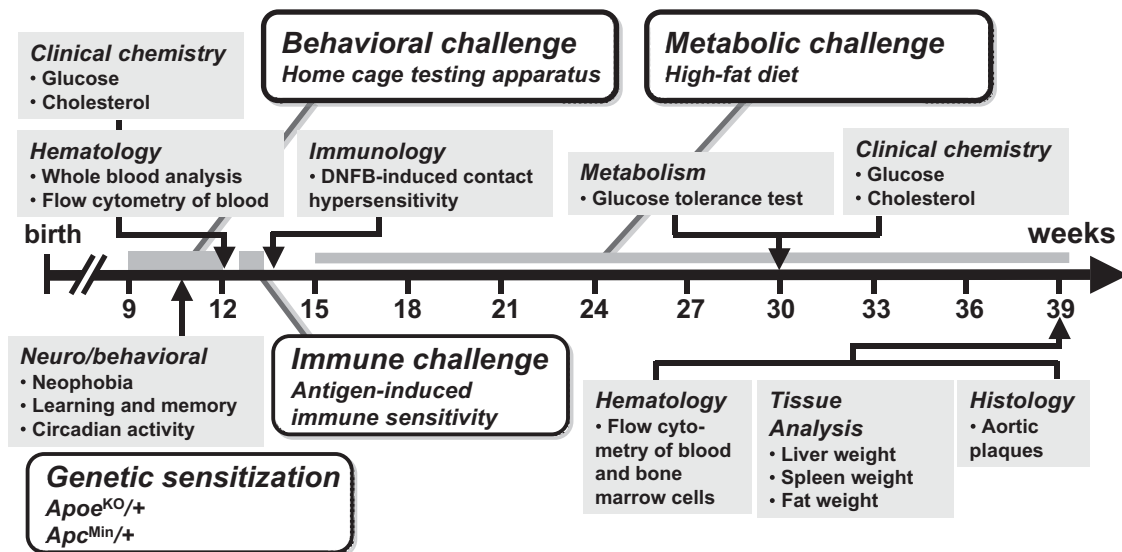 Clinical chemistry
• Glucose
• Cholesterol
Behavioral challenge
Home cage testing apparatus
Metabolic challenge
High-fat diet
Hematology
• Whole blood analysis
• Flow cytometry of blood
Immunology
• DNFB-induced contact
hypersensitivity
Metabolism
• Glucose tolerance test
Clinical chemistry
• Glucose
• Cholesterol
birth
weeks
9 12 15 18 21 24 27 30 33 36 39
Neuro/behavioral
• Neophobia
• Learning and memory
• Circadian activity
Immune challenge
Antigen-induced
immune sensitivity
Hematology
• Flow cyto-
metry of blood
and bone
marrow cells
Tissue
Analysis
• Liver weight
• Spleen weight
• Fat weight
Histology
• Aortic
plaques
Genetic sensitization
Apoe^KO/+
Apc^Min/+